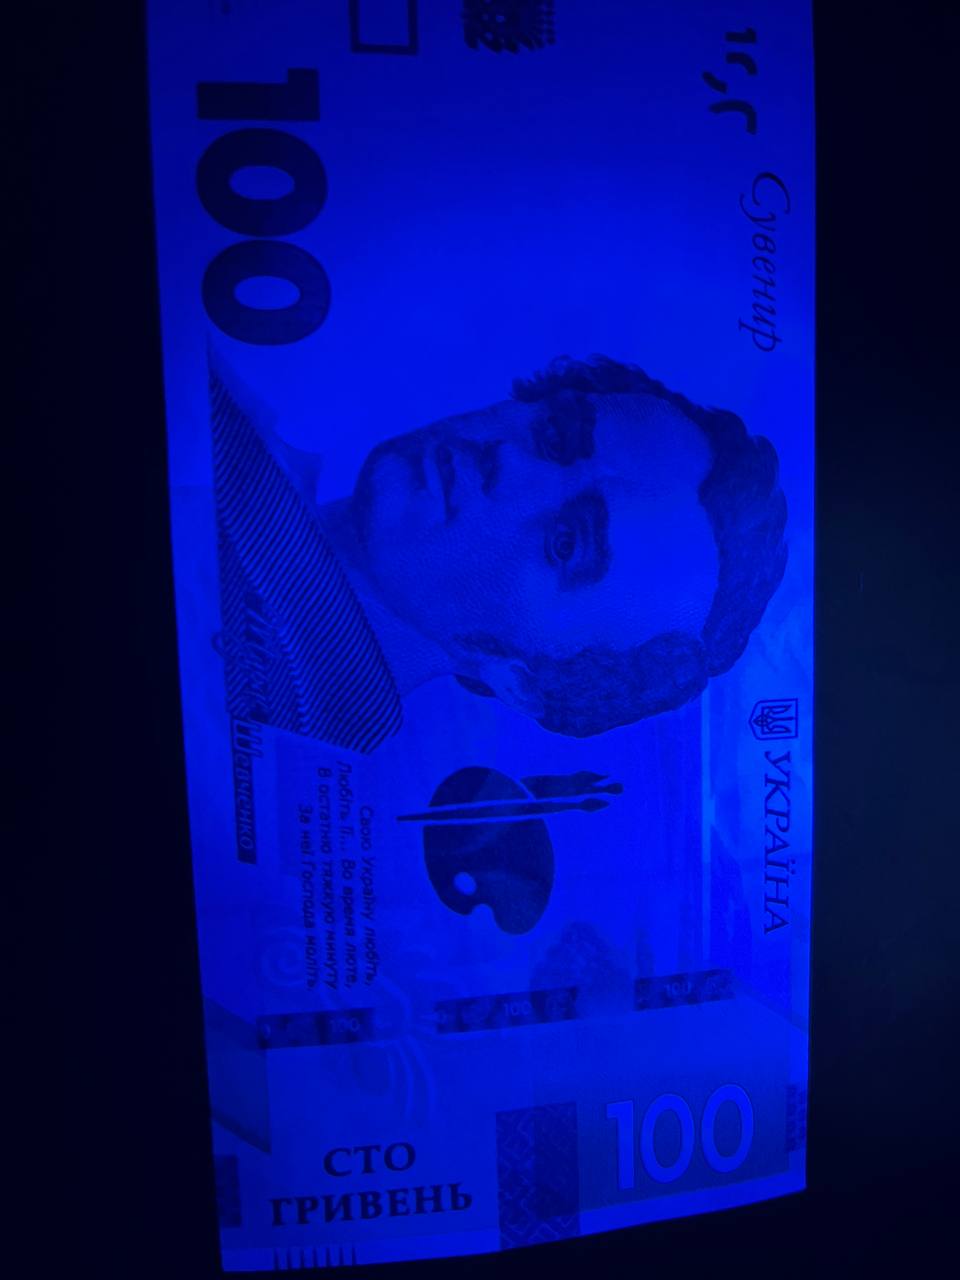 Сувенир
УКРАЇНА
100
Т. Шевченко
Свою Україну любіть,
Любіть її... Во время люте,
В остатню тяжкую минуту
За неї Господа моліть
100
100
100
100
СТО
ГРИВЕНЬ